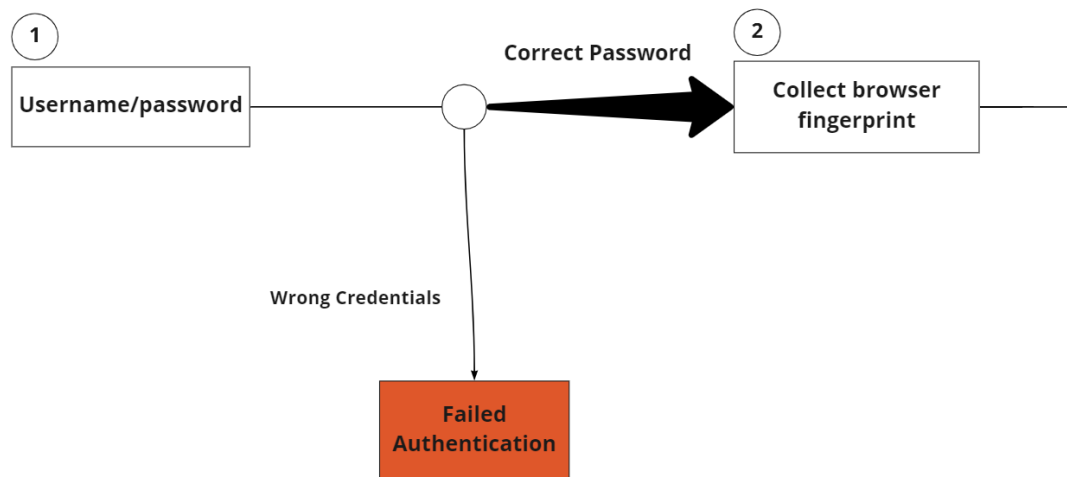 1
Username/password
Correct Password
2
Collect browser
fingerprint
Wrong Credentials
Failed
Authentication